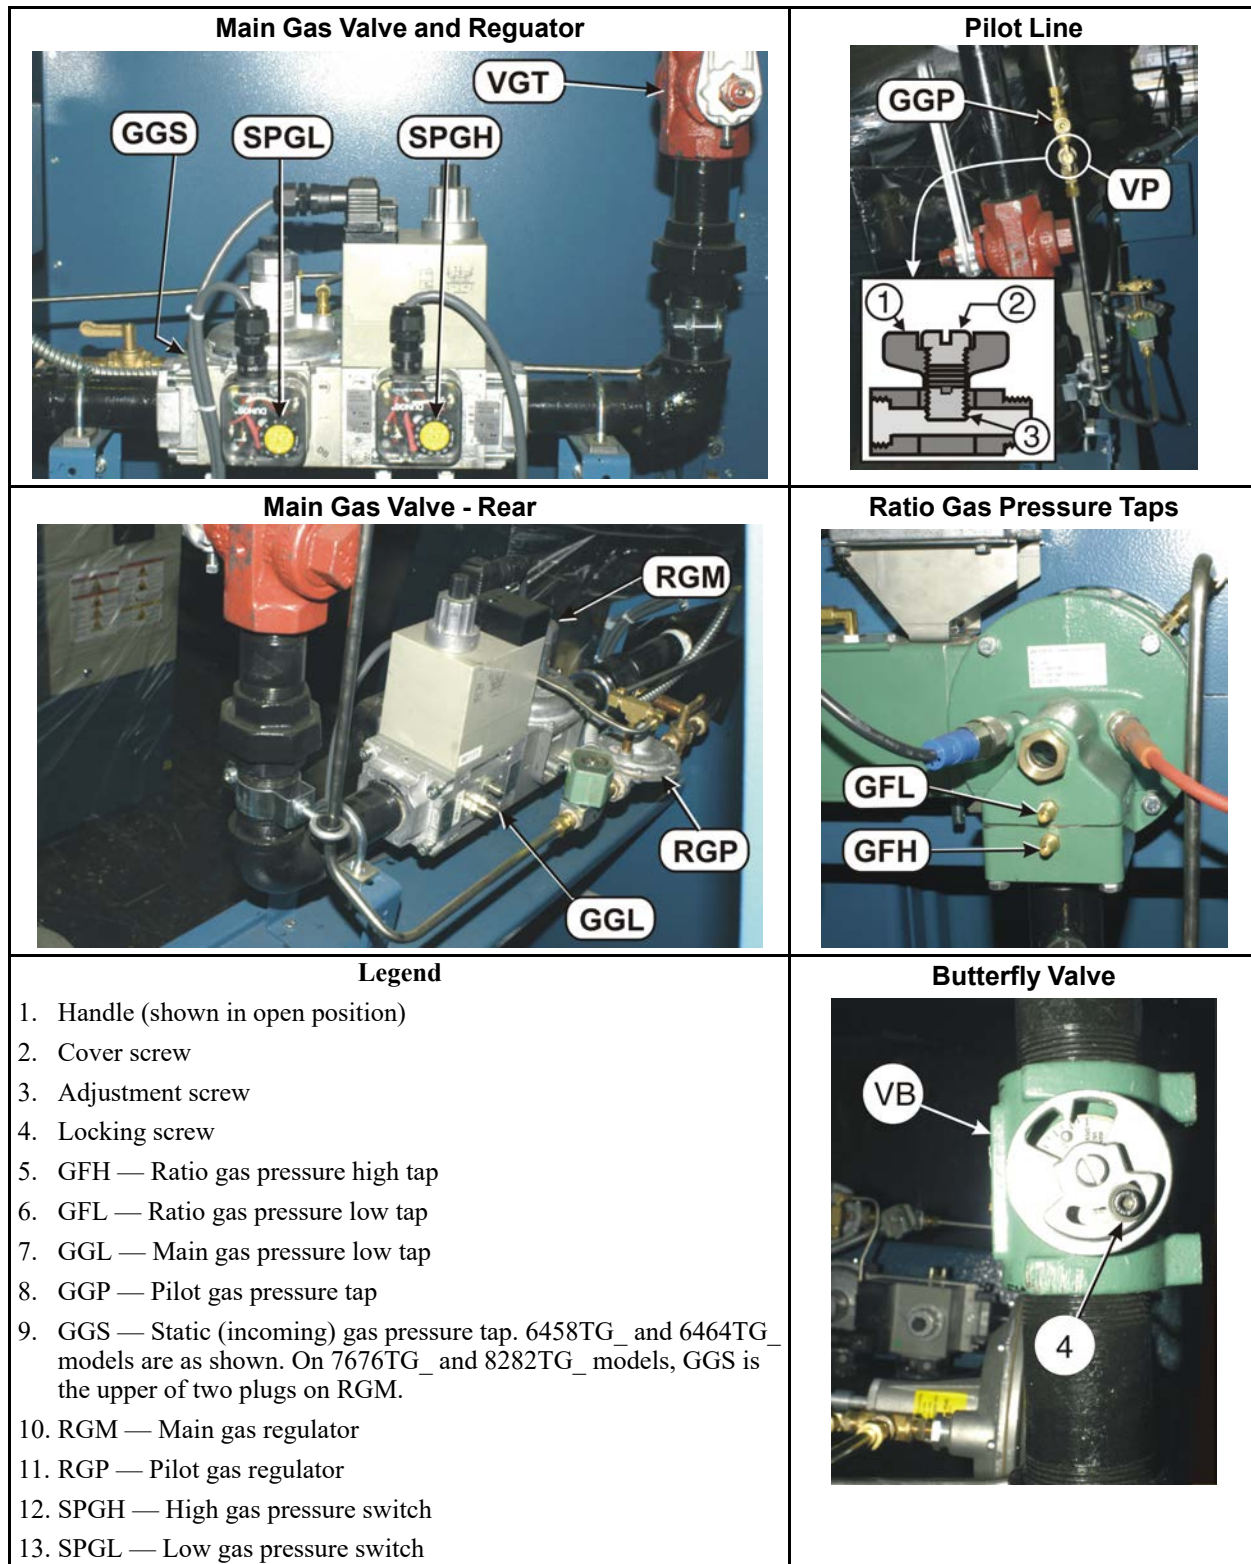 Main Gas Valve and Reguator
VGT
GGS
SPGL
SPGH
Pilot Line
GGP
VP
1
2
3
Main Gas Valve - Rear
RGM
RGP
GGL
Ratio Gas Pressure Taps
GFL
GFH
Legend
1. Handle (shown in open position)
2. Cover screw
3. Adjustment screw
4. Locking screw
5. GFH — Ratio gas pressure high tap
6. GFL — Ratio gas pressure low tap
7. GGL — Main gas pressure low tap
8. GGP — Pilot gas pressure tap
9. GGS — Static (incoming) gas pressure tap. 6458TG_ and 6464TG_
models are as shown. On 7676TG_ and 8282TG_ models, GGS is
the upper of two plugs on RGM.
10. RGM — Main gas regulator
11. RGP — Pilot gas regulator
12. SPGH — High gas pressure switch
13. SPGL — Low gas pressure switch
Butterfly Valve
VB
4